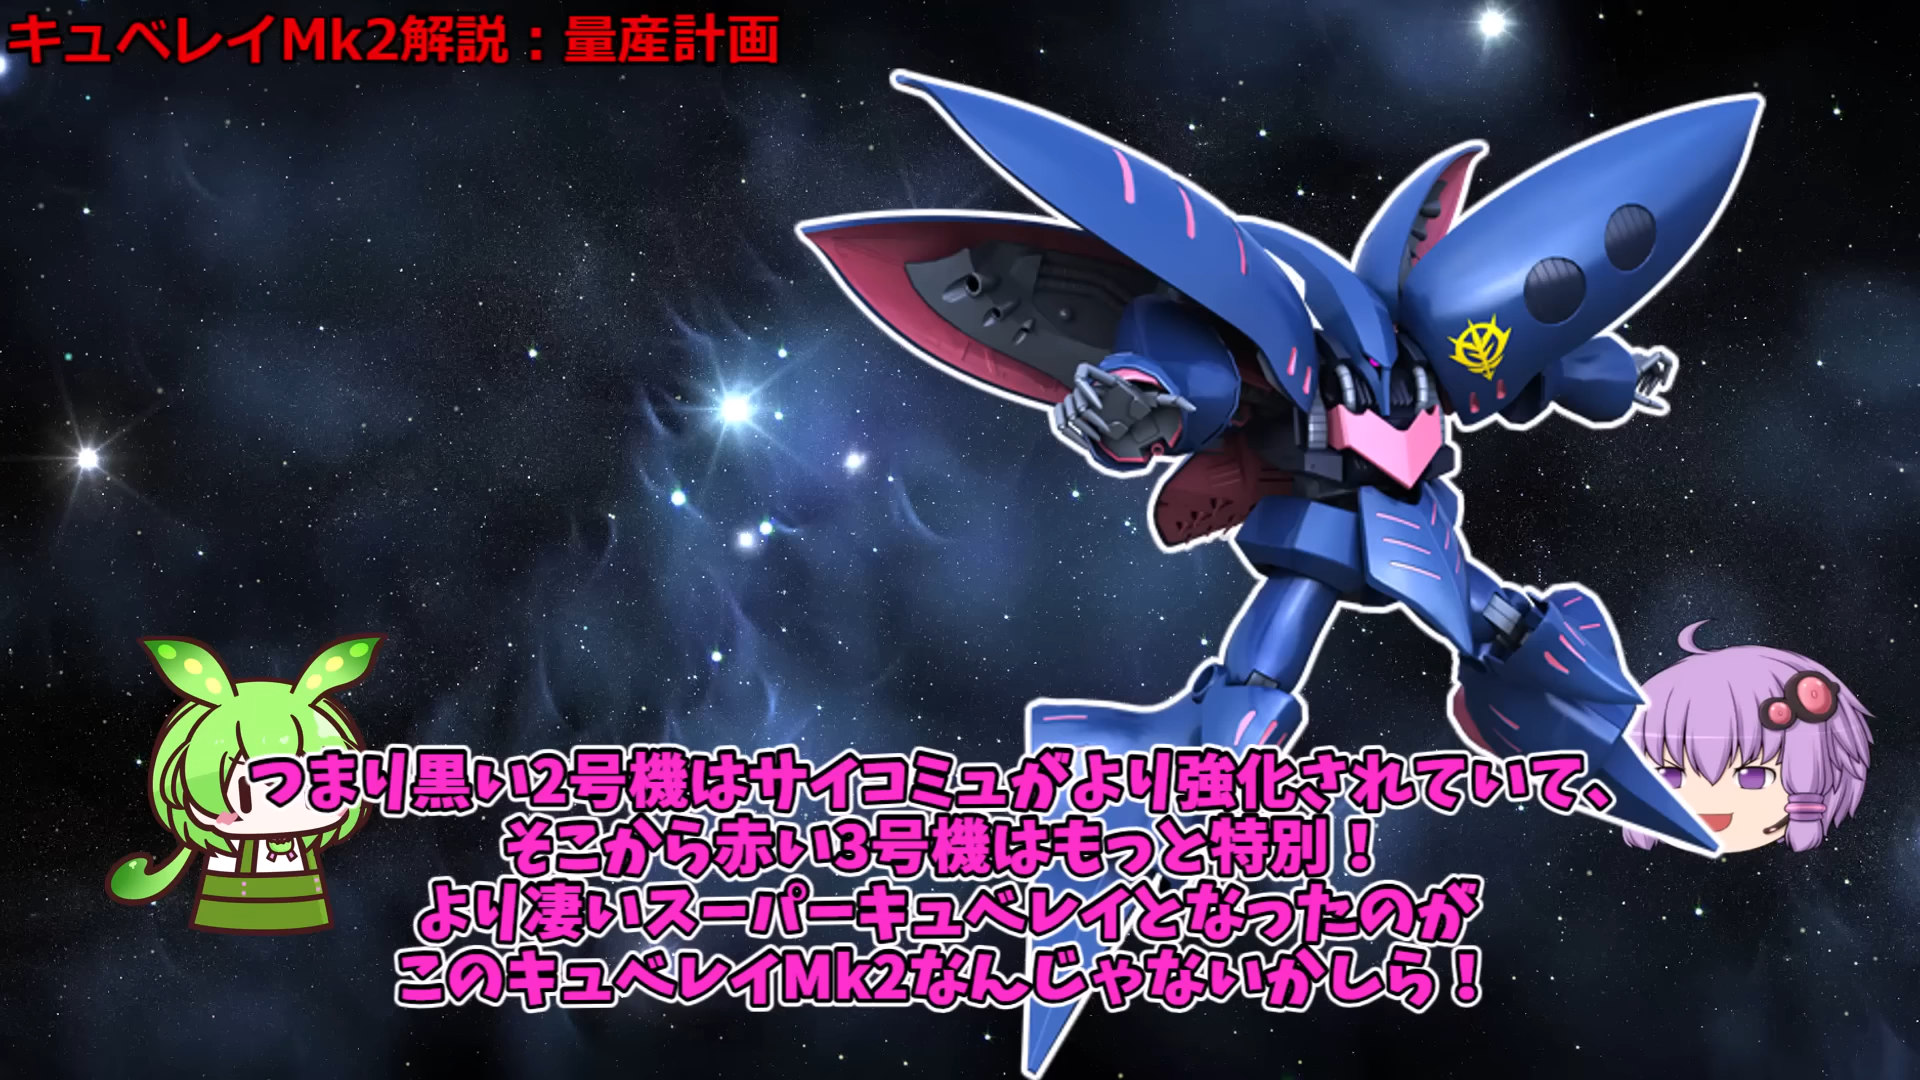 キュベレイMk2解説：量産計画
つまり黒い2号機はサイコミュがより強化されていて、
そこから赤い3号機はもっと特別！
より凄いスーパーキュベレイとなったのが
このキュベレイMk2なんじゃないかしら！